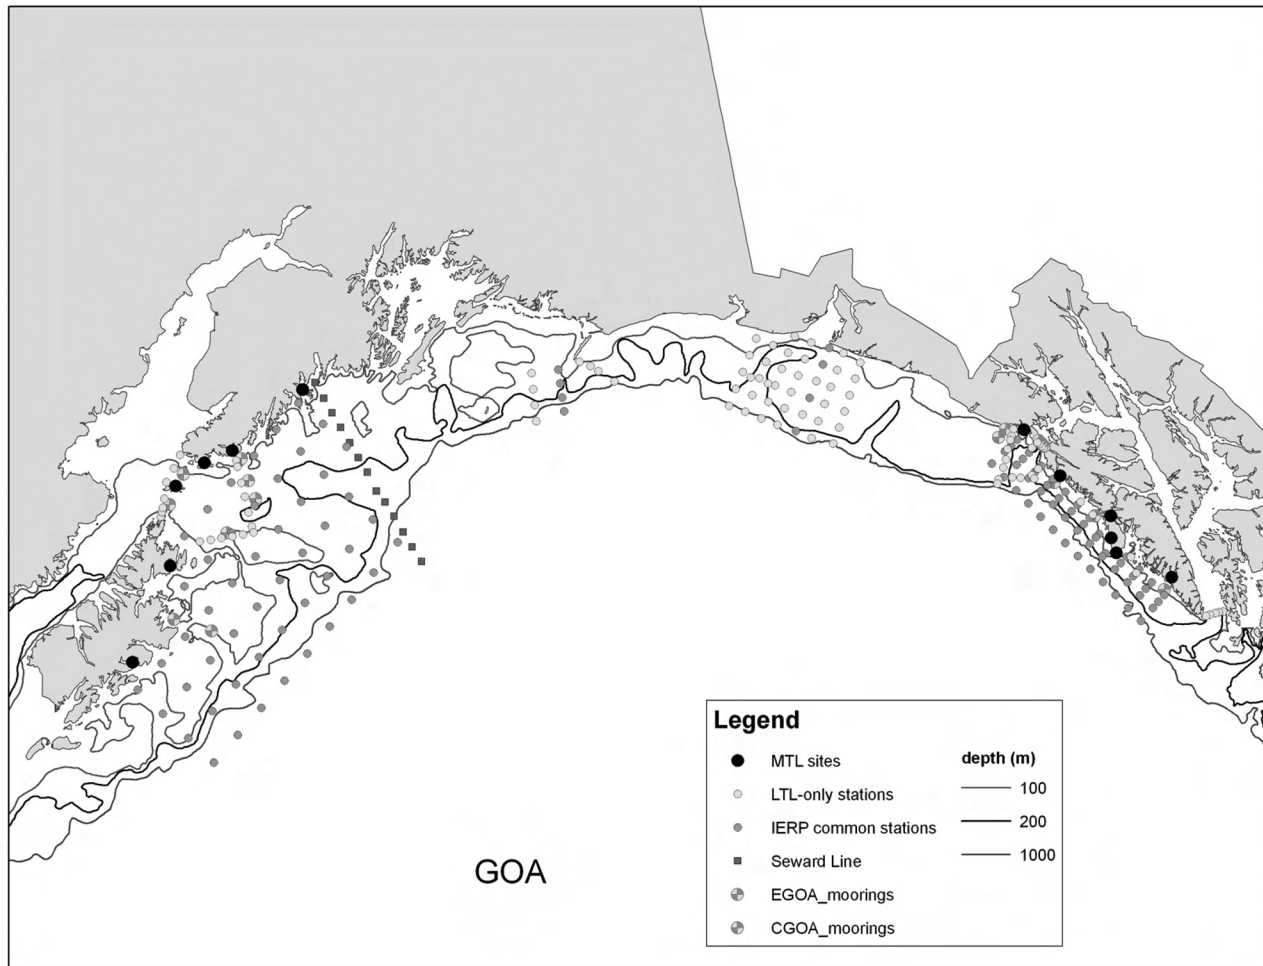 GOA
Legend
MTL sites
LTL-only stations
IERP common stations
Seward Line
EGOA_moorings
CGOA_moorings
depth (m)
100
200
1000